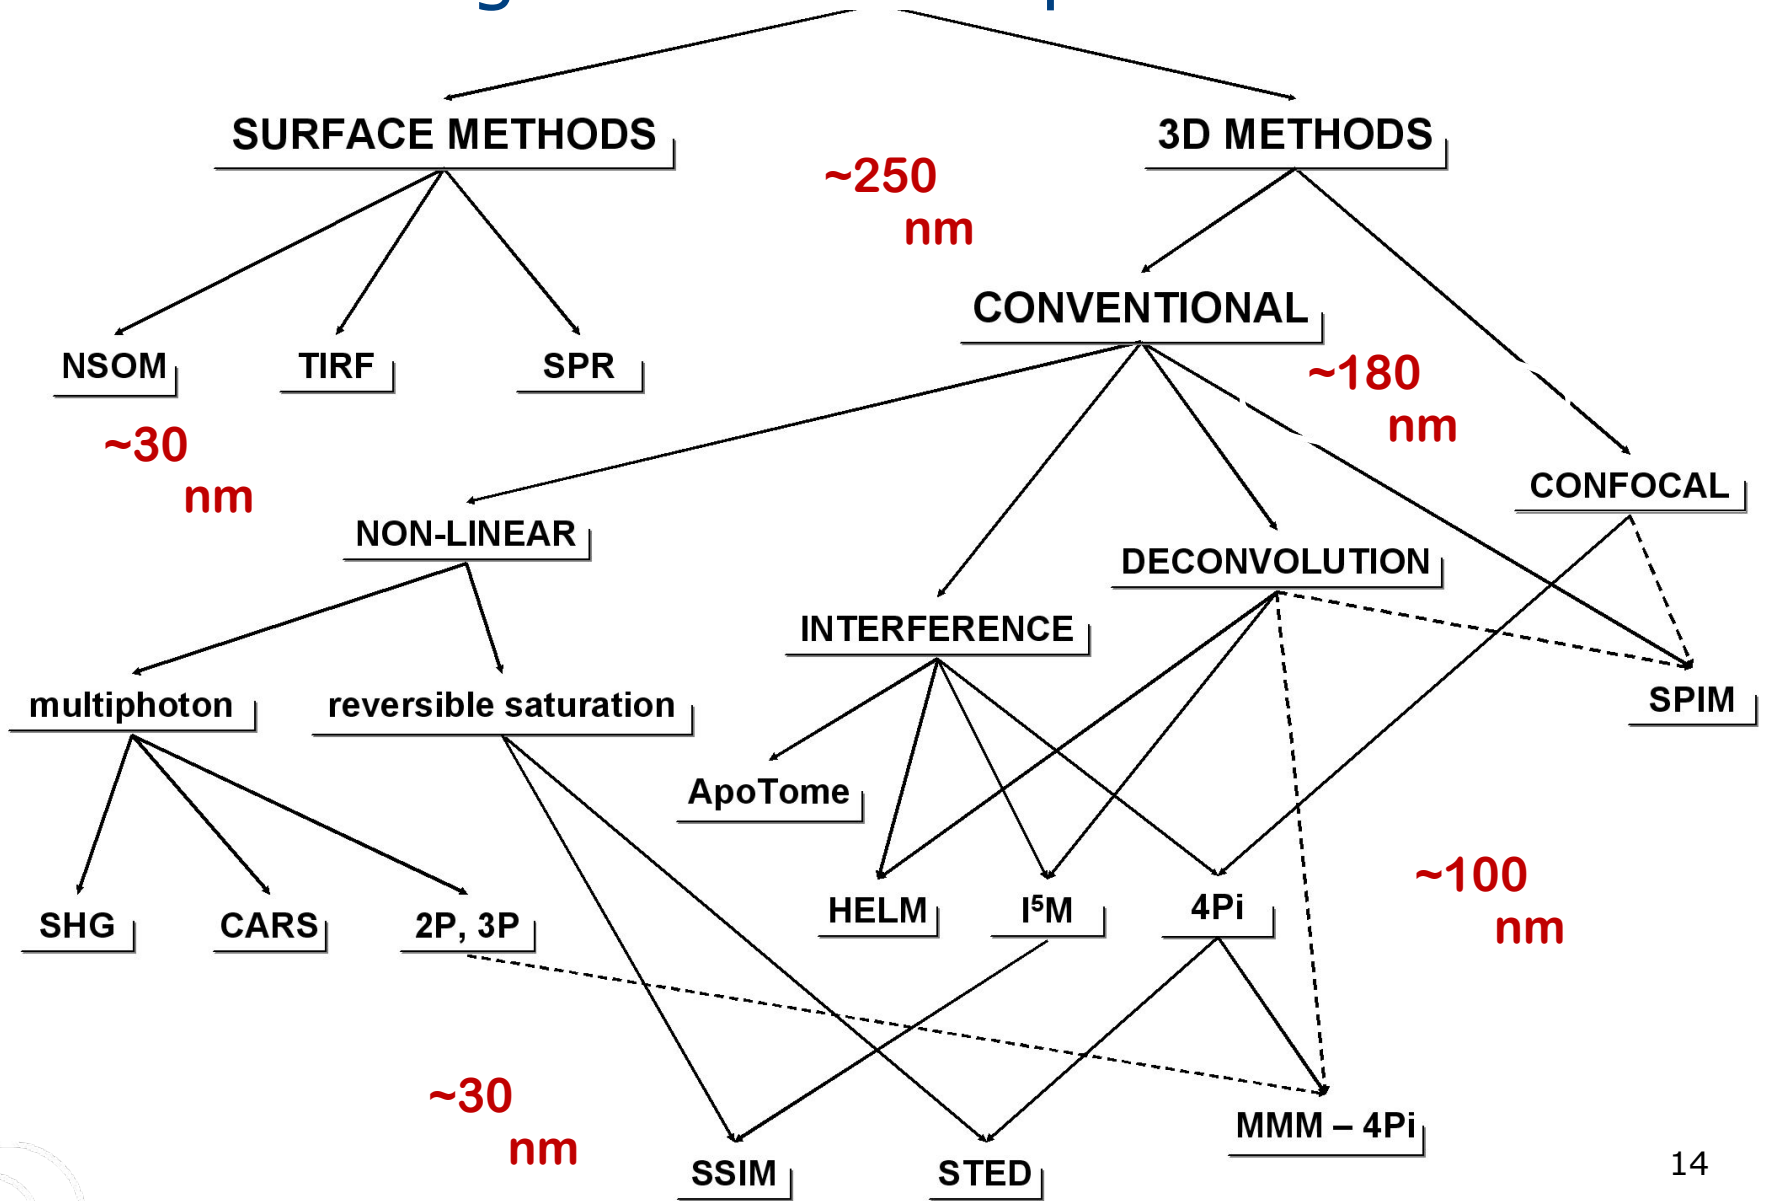 SURFACE METHODS
3D METHODS
~250
nm
CONVENTIONAL
NSOM
TIRF
SPR
~180
nm
~30
nm
CONFOCAL
NON-LINEAR
DECONVOLUTION
INTERFERENCE
multiphoton
reversible saturation
SPIM
ApoTome
~100
nm
SHG
CARS
2P, 3P
HELM
I⁵M
4Pi
~30
nm
MMM – 4Pi
SSIM
STED
14